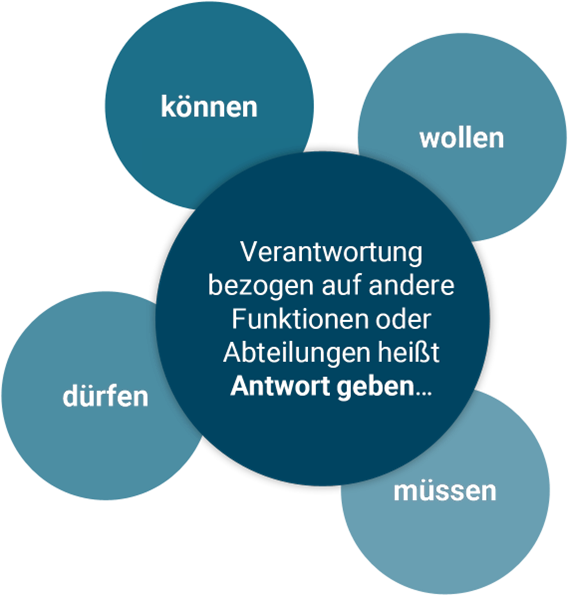 können
wollen
Verantwortung
bezogen auf andere
Funktionen oder
Abteilungen heißt
Antwort geben...
dürfen
müssen